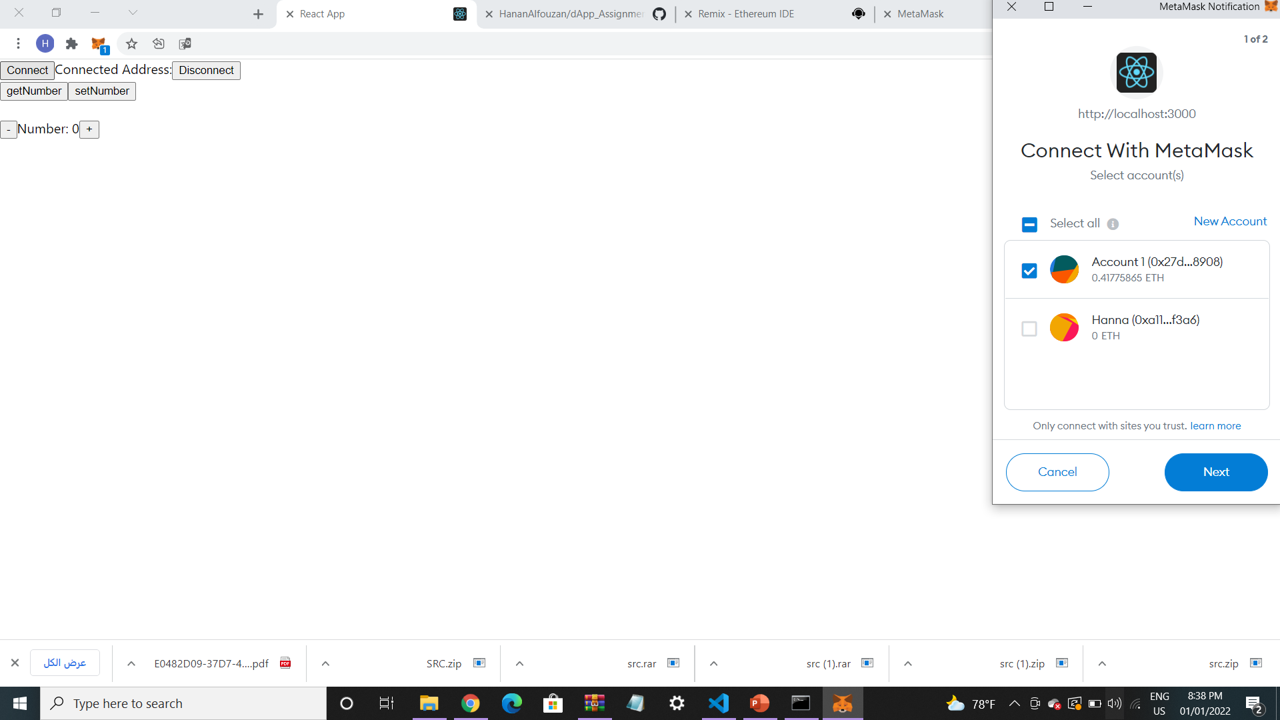 React App
HananAlfouzan/dApp_Assignme
Remix - Ethereum IDE
MetaMask
H
1
Connect
Connected Address:
Disconnect
getNumber
setNumber
-
Number: 0
+
MetaMask Notification
1 of 2
http://localhost:3000
Connect With MetaMask
Select account(s)
Select all
New Account
Account 1 (0x27d...8908)
0.41775865 ETH
Hanna (0xa11...f3a6)
0 ETH
Only connect with sites you trust. learn more
Cancel
Next
عرض الكل
E0482D09-37D7-4....pdf
SRC.zip
src.rar
src (1).rar
src (1).zip
src.zip
Type here to search
78°F
ENG
US
8:38 PM
01/01/2022
2